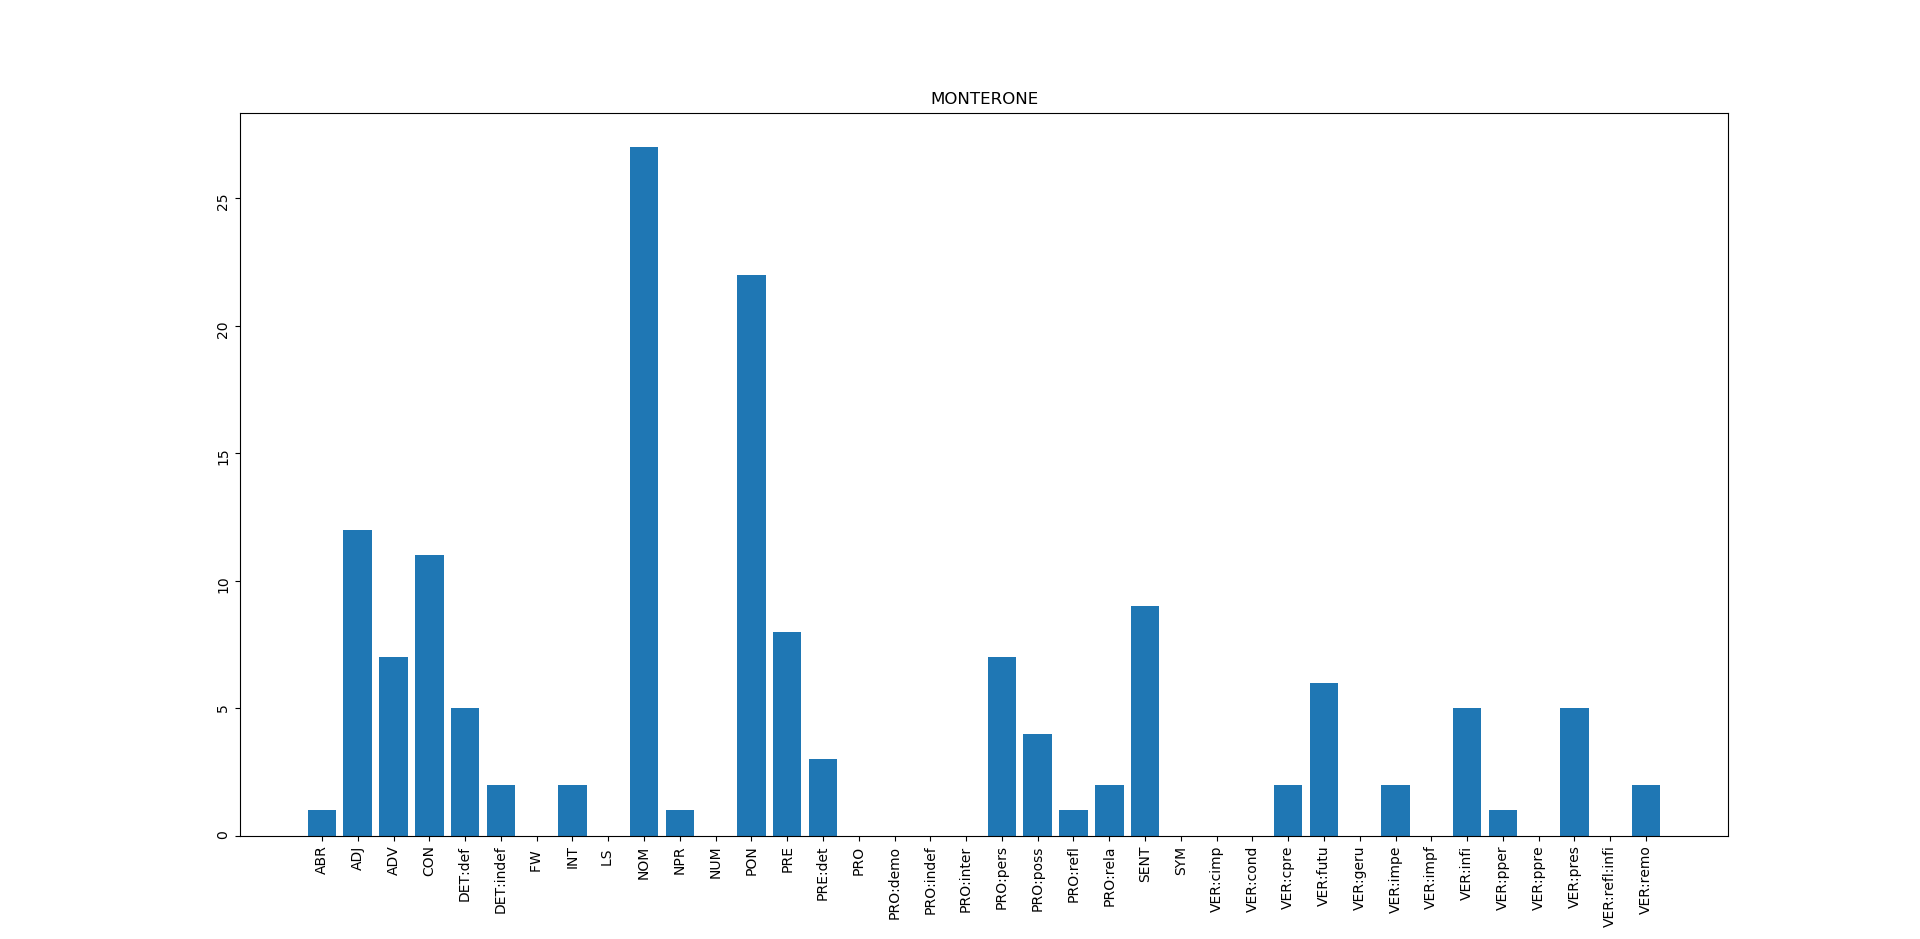 MONTERONE
25
20
15
10
5
0
ABR
ADJ
ADV
CON
DET:def
DET:indef
FW
INT
LS
NOM
NPR
NUM
PON
PRE
PRE:det
PRO
PRO:demo
PRO:indef
PRO:inter
PRO:pers
PRO:poss
PRO:refl
PRO:rela
SENT
SYM
VER:cimp
VER:cond
VER:cpre
VER:futu
VER:geru
VER:impe
VER:impf
VER:infi
VER:pper
VER:ppre
VER:pres
VER:refl:infi
VER:remo